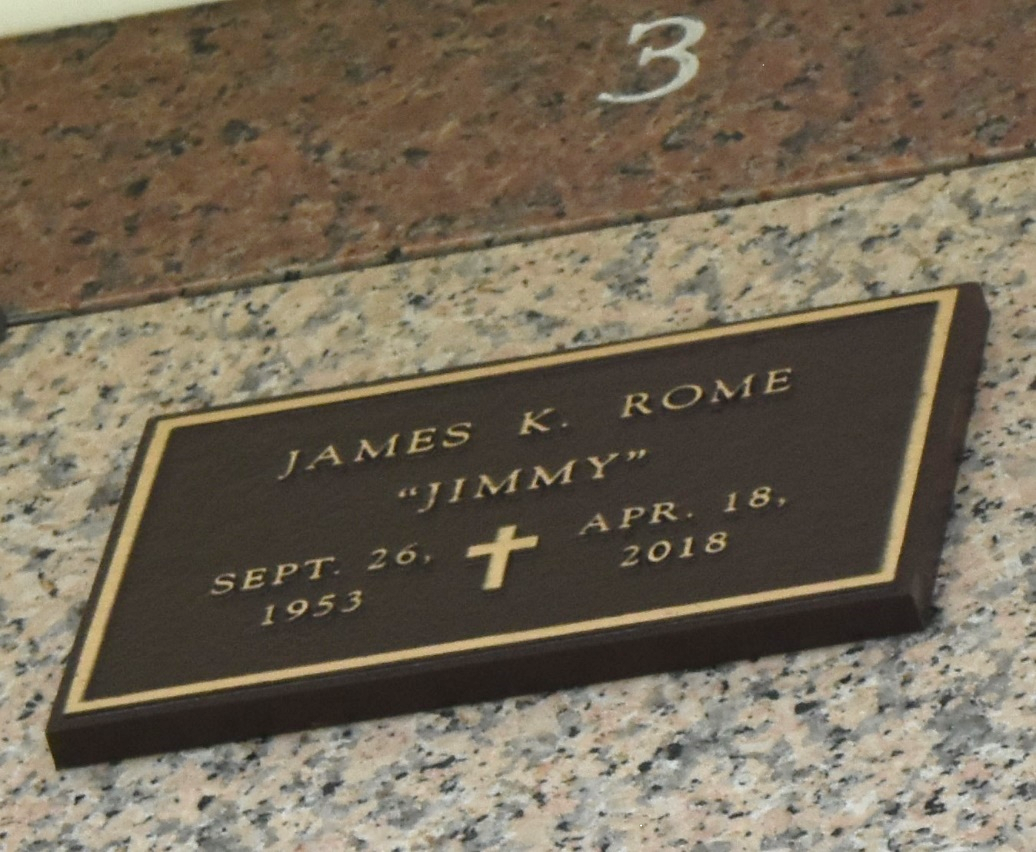 3
JAMES K. ROME
“JIMMY”
SEPT. 26,
1953
APR. 18,
2018